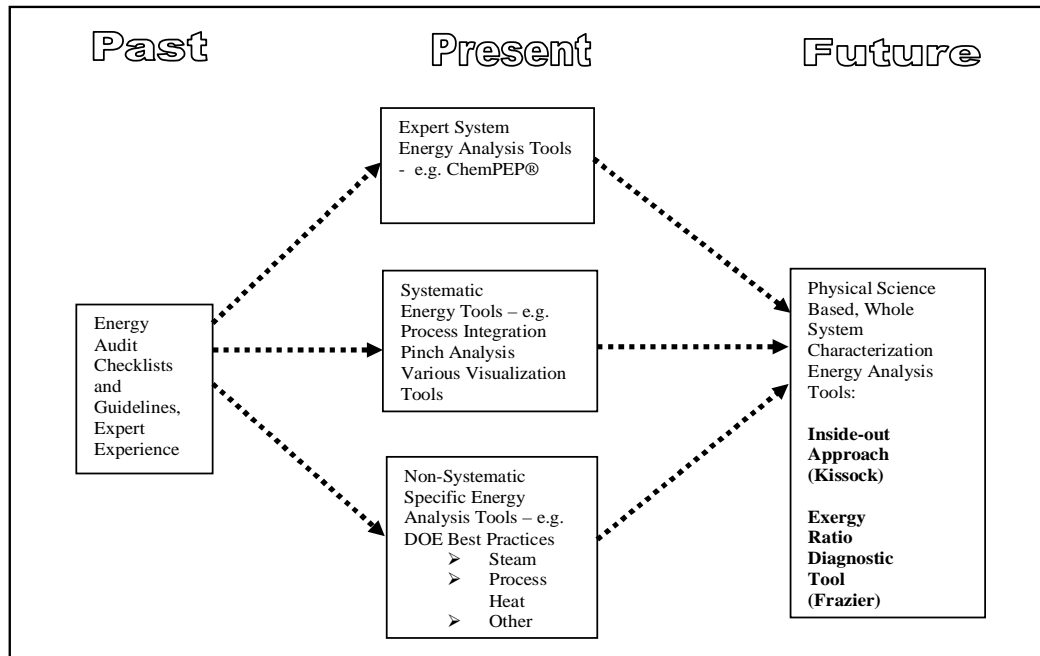 Past
Present
Future
Expert System
Energy Analysis Tools
- e.g. ChemPEP®
Energy
Audit
Checklists
and
Guidelines,
Expert
Experience
Systematic
Energy Tools – e.g.
Process Integration
Pinch Analysis
Various Visualization
Tools
Non-Systematic
Specific Energy
Analysis Tools – e.g.
DOE Best Practices
➢ Steam
➢ Process
Heat
➢ Other
Physical Science
Based, Whole
System
Characterization
Energy Analysis
Tools:
Inside-out
Approach
(Kissock)
Exergy
Ratio
Diagnostic
Tool
(Frazier)